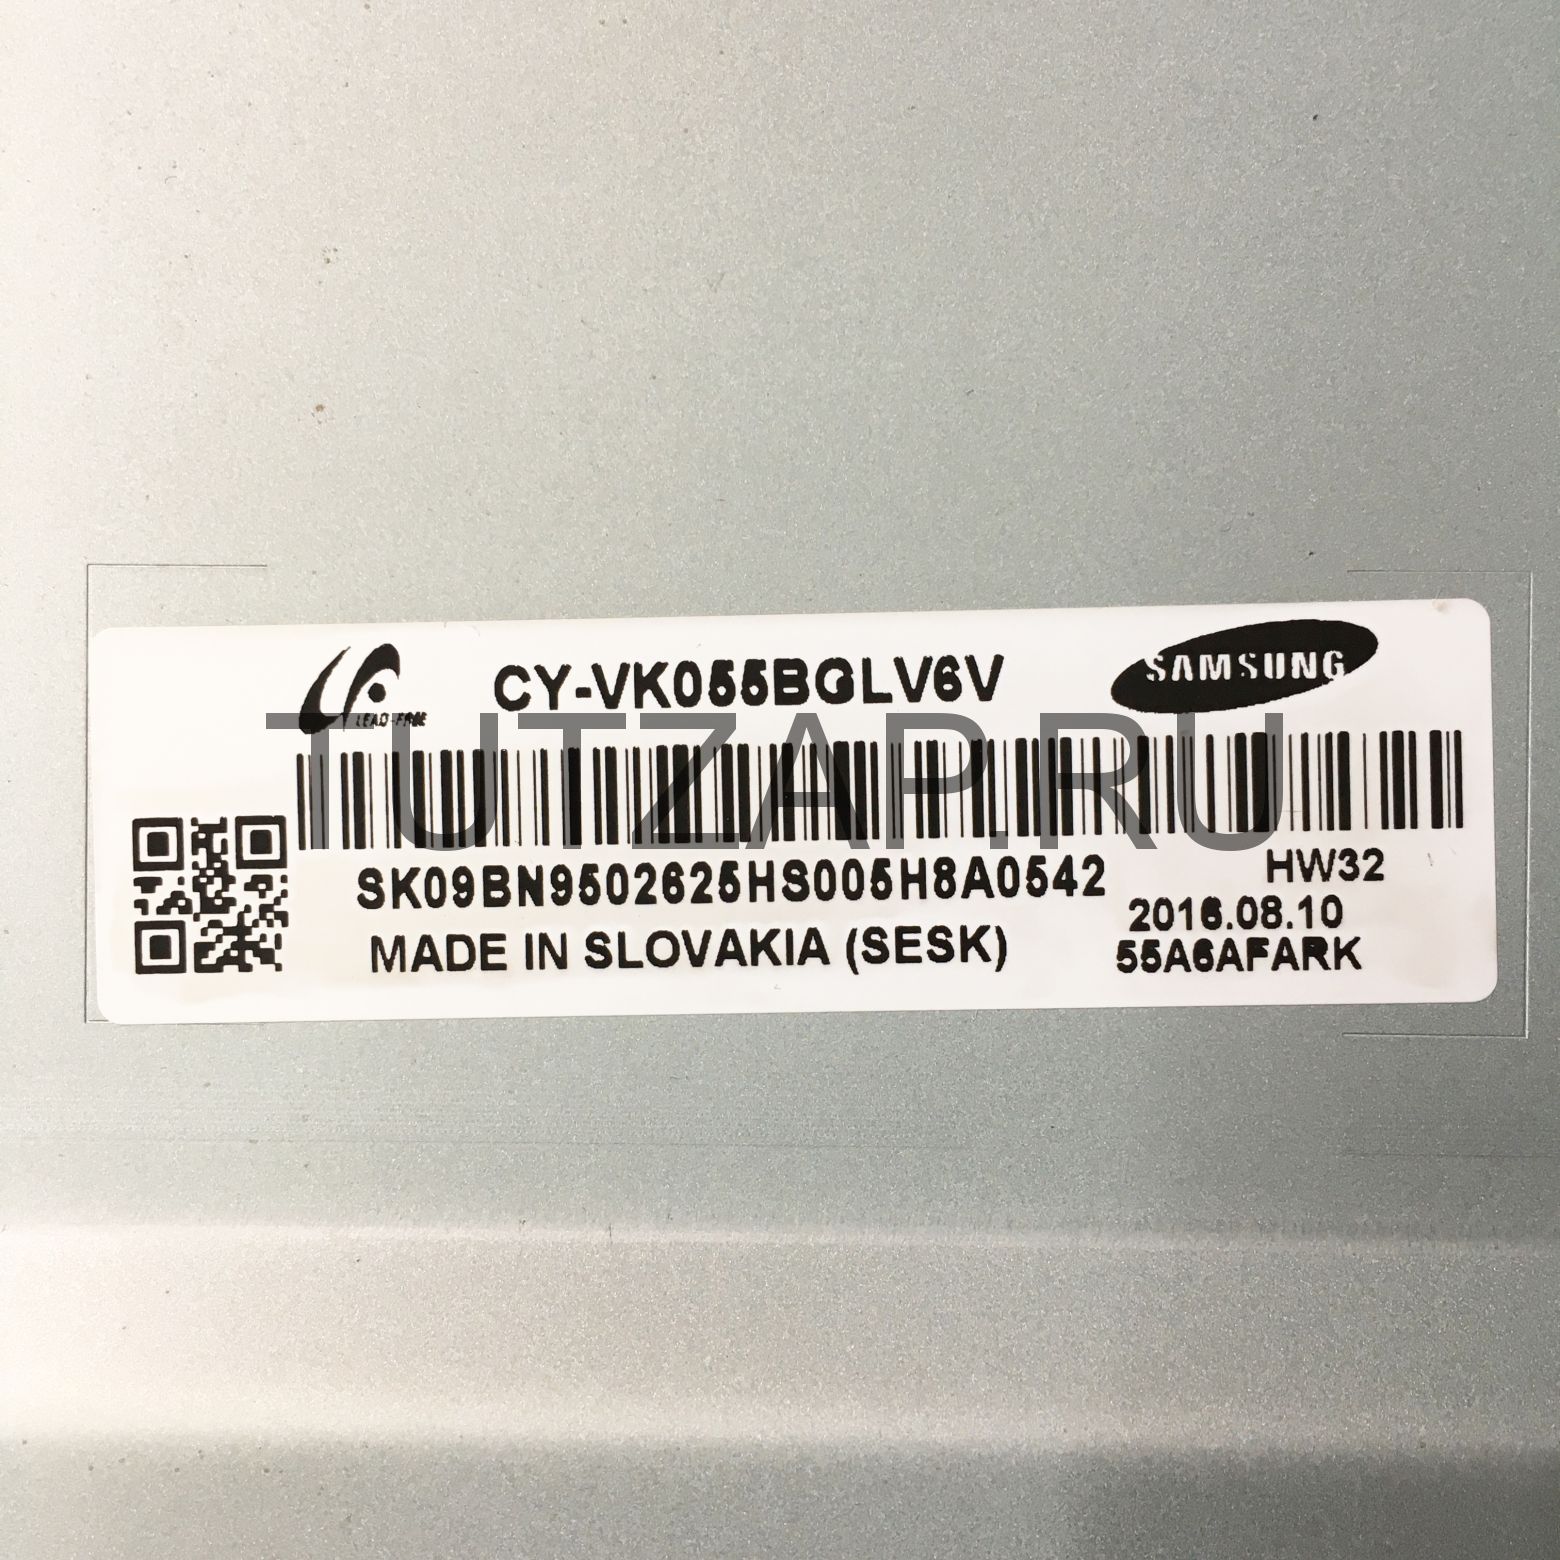 LEAD-FREE
CY-VK055BGLV6V
SAMSUNG
TUTZAP.RU
SK09BN9502625HS005H8A0542
HW32
2016.08.10
MADE IN SLOVAKIA (SESK)
55A6AFARK